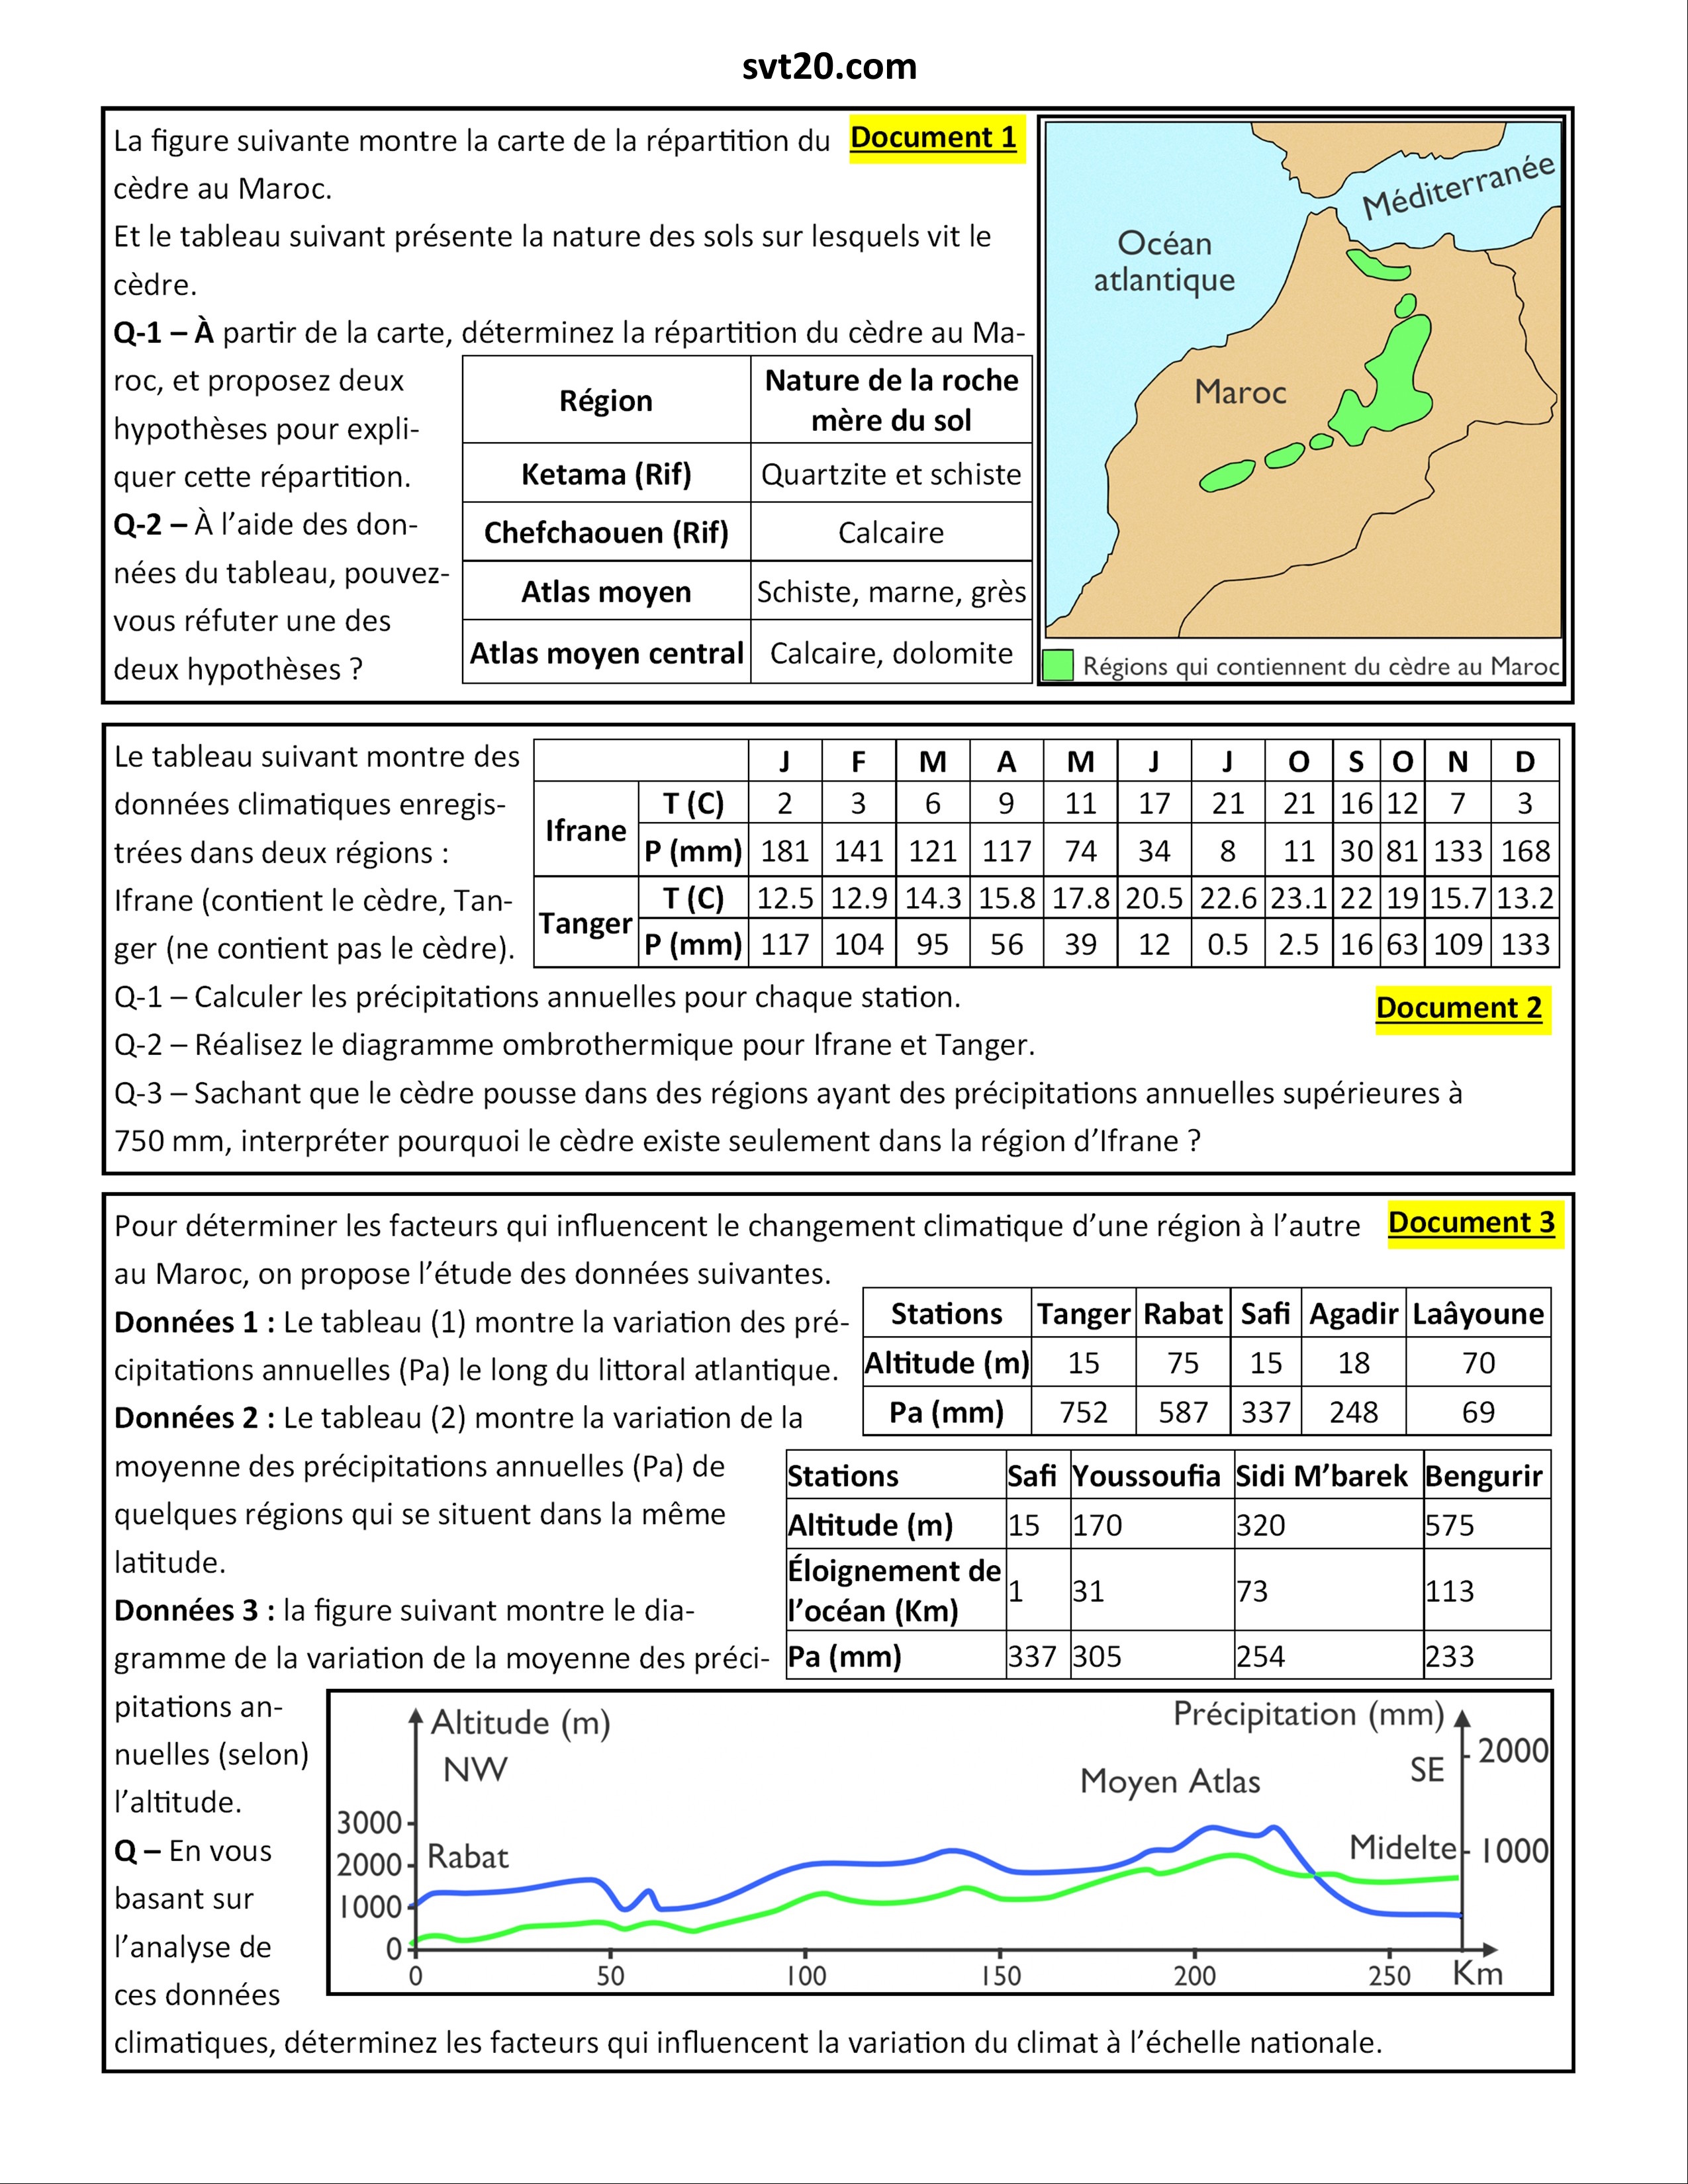 svt20.com
La figure suivante montre la carte de la répartition du
Document 1
cèdre au Maroc.
Et le tableau suivant présente la nature des sols sur lesquels vit le
cèdre.
Q-1 – À partir de la carte, déterminez la répartition du cèdre au Ma-
roc, et proposez deux
hypothèses pour expli-
quer cette répartition.
Q-2 – À l'aide des don-
nées du tableau, pouvez-
vous réfuter une des
deux hypothèses ?
Région Nature de la roche
mère du sol
Ketama (Rif) Quartzite et schiste
Chefchaouen (Rif) Calcaire
Atlas moyen Schiste, marne, grès
Atlas moyen central Calcaire, dolomite
Méditerranée
Océan
atlantique
Maroc
Régions qui contiennent du cèdre au Maroc
Le tableau suivant montre des
données climatiques enregis-
trées dans deux régions :
Ifrane (contient le cèdre, Tan-
ger (ne contient pas le cèdre).
J F M A M J J O S O N D
Ifrane
T (C) 2 3 6 9 11 17 21 21 16 12 7 3
P (mm) 181 141 121 117 74 34 8 11 30 81 133 168
Tanger
T (C) 12.5 12.9 14.3 15.8 17.8 20.5 22.6 23.1 22 19 15.7 13.2
P (mm) 117 104 95 56 39 12 0.5 2.5 16 63 109 133
Q-1 – Calculer les précipitations annuelles pour chaque station.
Document 2
Q-2 – Réalisez le diagramme ombrothermique pour Ifrane et Tanger.
Q-3 – Sachant que le cèdre pousse dans des régions ayant des précipitations annuelles supérieures à
750 mm, interpréter pourquoi le cèdre existe seulement dans la région d'Ifrane ?
Pour déterminer les facteurs qui influencent le changement climatique d'une région à l'autre
Document 3
au Maroc, on propose l'étude des données suivantes.
Données 1 : Le tableau (1) montre la variation des pré-
cipitations annuelles (Pa) le long du littoral atlantique.
Stations Tanger Rabat Safi Agadir Laâyoune
Altitude (m) 15 75 15 18 70
Pa (mm) 752 587 337 248 69
Données 2 : Le tableau (2) montre la variation de la
moyenne des précipitations annuelles (Pa) de
quelques régions qui se situent dans la même
latitude.
Stations Safi Youssoufia Sidi M'barek Bengurir
Altitude (m) 15 170 320 575
Éloignement de
l'océan (Km) 1 31 73 113
Pa (mm) 337 305 254 233
Données 3 : la figure suivant montre le dia-
gramme de la variation de la moyenne des préci-
pitations an-
nuelles (selon)
l'altitude.
Q – En vous
basant sur
l'analyse de
ces données
Altitude (m)
NW
Précipitation (mm)
SE
2000
Moyen Atlas
3000
2000
1000
0
Rabat
Midelte
1000
0 50 100 150 200 250 Km
climatiques, déterminez les facteurs qui influencent la variation du climat à l'échelle nationale.